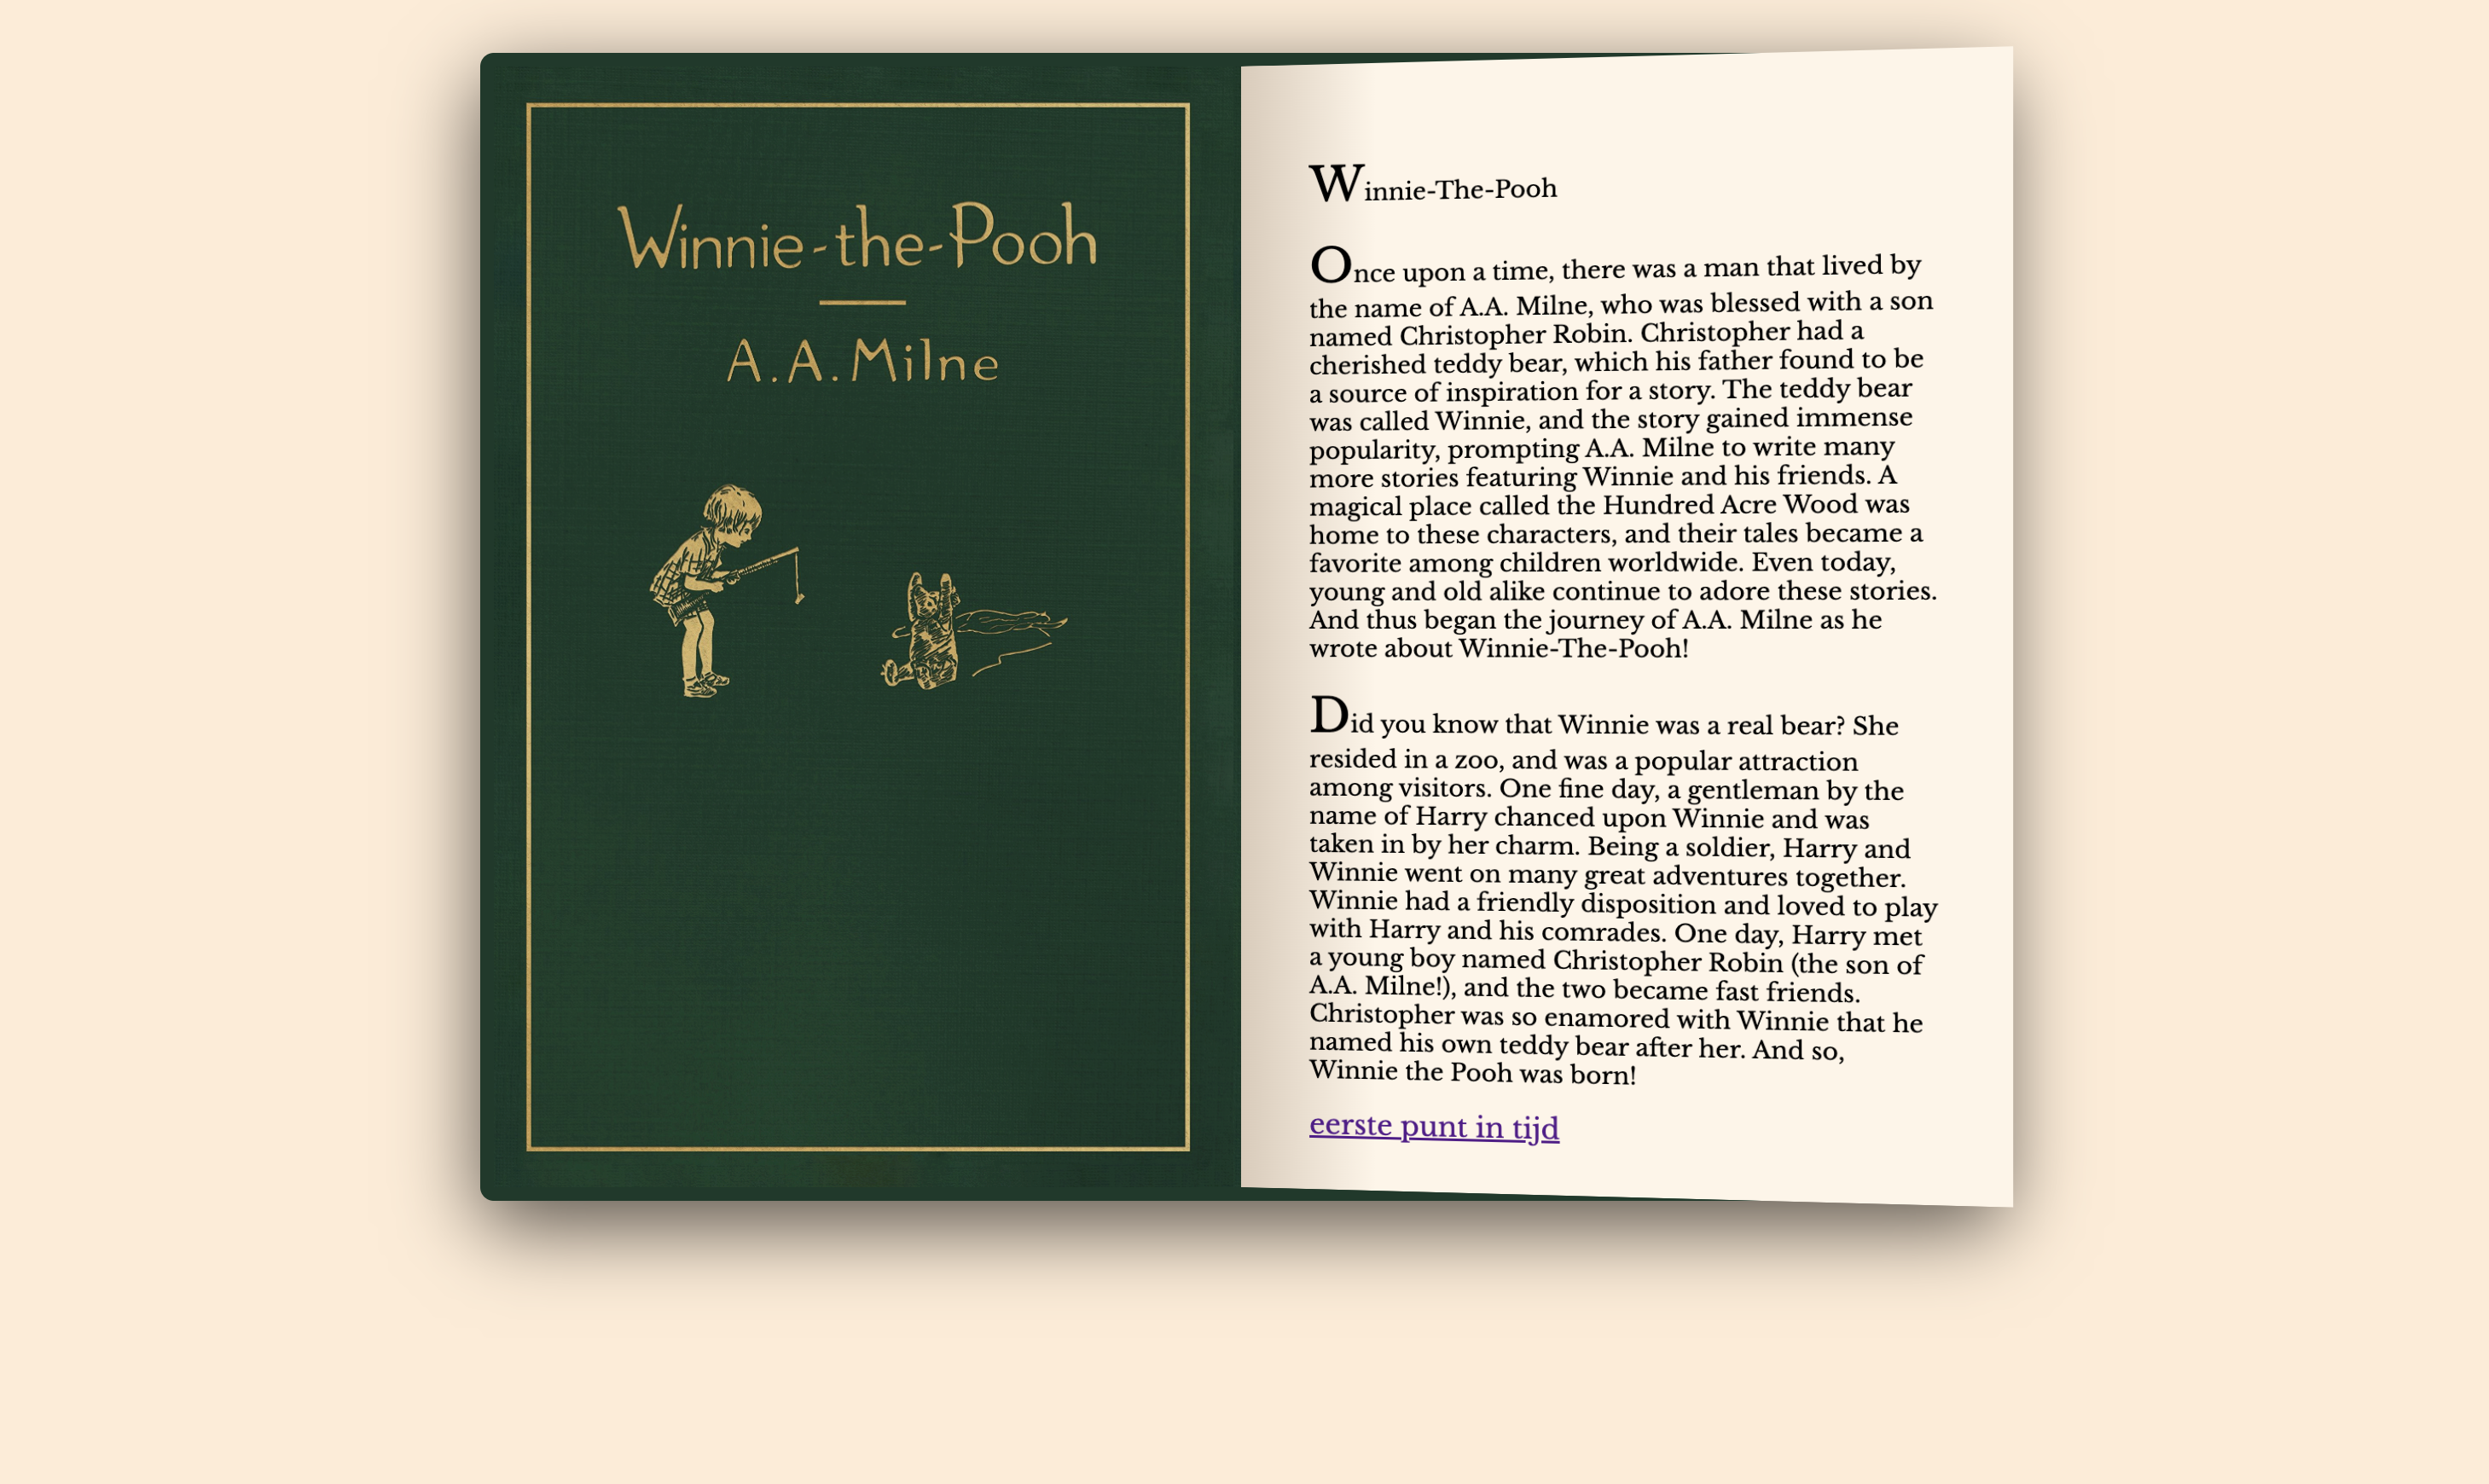 Winnie-the-Pooh
A.A.Milne
Winnie-The-Pooh
Once upon a time, there was a man that lived by
the name of A.A. Milne, who was blessed with a son
named Christopher Robin. Christopher had a
cherished teddy bear, which his father found to be
a source of inspiration for a story. The teddy bear
was called Winnie, and the story gained immense
popularity, prompting A.A. Milne to write many
more stories featuring Winnie and his friends. A
magical place called the Hundred Acre Wood was
home to these characters, and their tales became a
favorite among children worldwide. Even today,
young and old alike continue to adore these stories.
And thus began the journey of A.A. Milne as he
wrote about Winnie-The-Pooh!
Did you know that Winnie was a real bear? She
resided in a zoo, and was a popular attraction
among visitors. One fine day, a gentleman by the
name of Harry chanced upon Winnie and was
taken in by her charm. Being a soldier, Harry and
Winnie went on many great adventures together.
Winnie had a friendly disposition and loved to play
with Harry and his comrades. One day, Harry met
a young boy named Christopher Robin (the son of
A.A. Milne!), and the two became fast friends.
Christopher was so enamored with Winnie that he
named his own teddy bear after her. And so,
Winnie the Pooh was born!
eerste punt in tijd